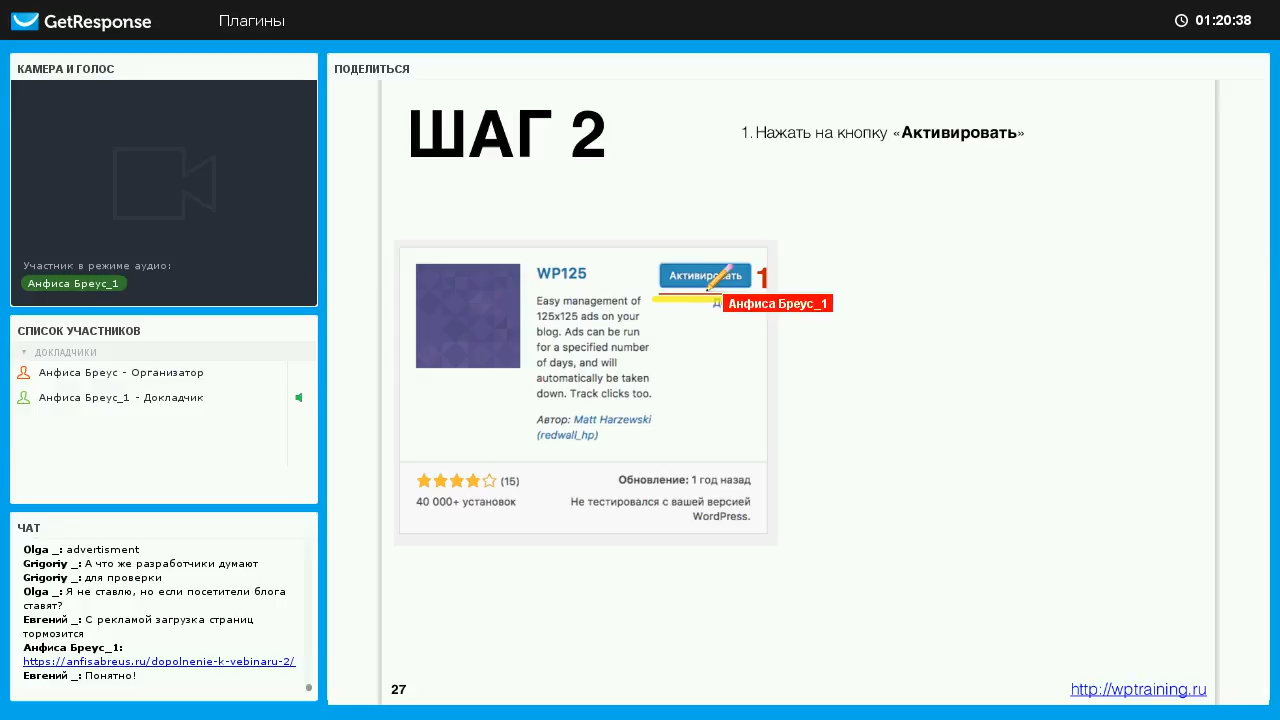 GetResponse
Плагины
01:20:38
КАМЕРА И ГОЛОС
Участник в режиме аудио:
Анфиса Бреус_1
СПИСОК УЧАСТНИКОВ
ДОКЛАДЧИКИ
Анфиса Бреус - Организатор
Анфиса Бреус_1 - Докладчик
ЧАТ
Olga _: advertisment
Grigoriy _: А что же разработчики думают
Grigoriy _: для проверки
Olga _: Я не ставлю, но если посетители блога
ставят?
Евгений _: С рекламой загрузка страниц
тормозится
Анфиса Бреус_1:
https://anfisabreus.ru/dopolnenie-k-vebinaru-2/
Евгений _: Понятно!
ПОДЕЛИТЬСЯ
ШАГ 2
1. Нажать на кнопку «Активировать»
WP125
Активировать
1
Анфиса Бреус_1
Easy management of
125x125 ads on your
blog. Ads can be run
for a specified number
of days, and will
automatically be taken
down. Track clicks too.
Автор: Matt Harzewski
(redwall_hp)
(15)
Обновление: 1 год назад
40 000+ установок
Не тестировался с вашей версией
WordPress.
27
http://wptraining.ru